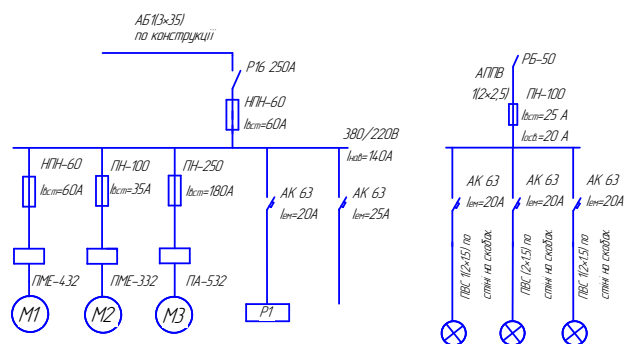 АБ1(3×35)
по конструкції
Р16 250А
НПН-60
Iвст=60А
380/220В
Iнав=140А
НПН-60
Iвст=60А
ПН-100
Iвст=35А
ПН-250
Iвст=180А
АК 63
Iем=20А
АК 63
Iем=25А
ПМЕ-432
ПМЕ-332
ПА-532
М1
М2
М3
Р1
РБ-50
АППВ
1(2×2,5)
ПН-100
Iвст=25 А
Iосв=20 А
АК 63
Iем=20А
АК 63
Iем=20А
АК 63
Iем=20А
ПВС 1(2×1.5) по
стіні на скобах
ПВС (2×1.5) по
стіні на скобах
ПВС 1(2×1.5) по
стіні на скобах